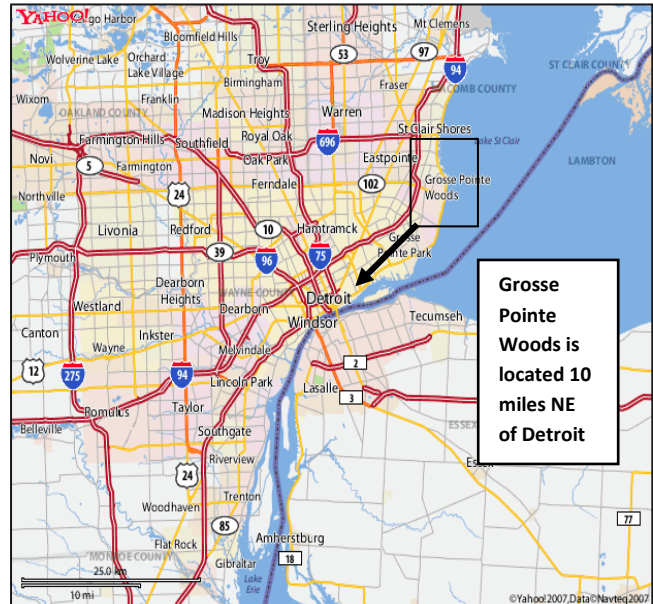 YAHOO!
Sterling Heights
Mt Clemens
Bloomfield Hills
Wolverine Lake
Orchard
Lake Village
Troy
53
97
94
ST CLAIR COUNTY
Birmingham
Fraser
MACOMB COUNTY
Wixom
Franklin
OAKLAND COUNTY
Madison Heights
Warren
Royal Oak
696
St Clair Shores
Lake St Clair
Farmington Hills
Southfield
Novi
Oak Park
Eastpointe
LAMBTON
5
Farmington
24
Ferndale
102
Grosse Pointe
Woods
Northville
Livonia
Redford
10
Hamtramck
39
96
75
Grosse
Pointe Park
Plymouth
Dearborn
Heights
WAYNE COUNTY
Detroit
Westland
Dearborn
Windsor
Tecumseh
Canton
Inkster
Wayne
Melvindale
12
275
94
Lincoln Park
2
Lasalle
3
Taylor
Romulus
Belleville
Southgate
ESSEX
Riverview
Essex
24
Trenton
Woodhaven
85
77
Flat Rock
Amherstburg
MONROE COUNTY
Gibraltar
18
Lake
Erie
25.0 km
10 mi
©Yahoo! 2007,Data©Navteq2007
Grosse
Pointe
Woods is
located 10
miles NE
of Detroit